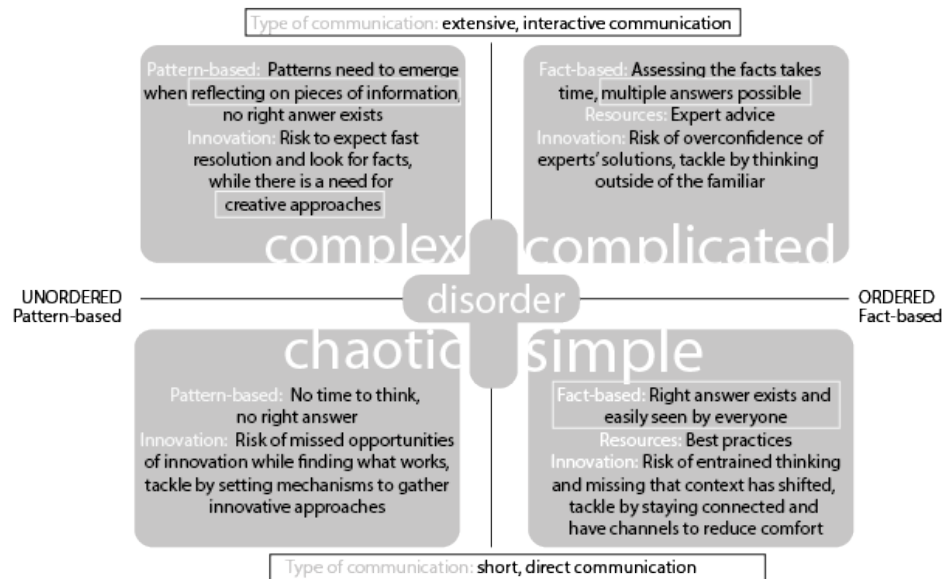 Type of communication: extensive, interactive communication
Pattern-based: Patterns need to emerge
when reflecting on pieces of information,
no right anwer exists
Innovation: Risk to expect fast
resolution and look for facts,
while there is a need for
creative approaches
complex
Fact-based: Assessing the facts takes
time, multiple answers possible
Resources: Expert advice
Innovation: Risk of overconfidence of
experts' solutions, tackle by thinking
outside of the familiar
complicated
UNORDERED
Pattern-based
disorder
ORDERED
Fact-based
chaotic
Pattern-based: No time to think,
no right answer
Innovation: Risk of missed opportunities
of innovation while finding what works,
tackle by setting mechanisms to gather
innovative approaches
simple
Fact-based: Right answer exists and
easily seen by everyone
Resources: Best practices
Innovation: Risk of entrained thinking
and missing that context has shifted,
tackle by staying connected and
have channels to reduce comfort
Type of communication: short, direct communication